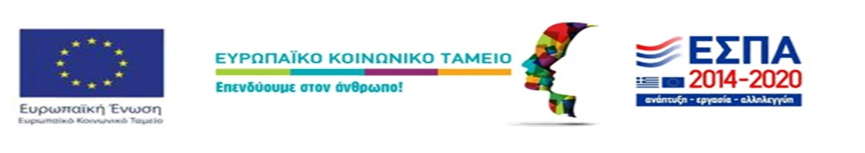 Ευρωπαϊκή Ένωση
Ευρωπαϊκό Κοινωνικό Ταμείο
ΕΥΡΩΠΑΪΚΟ ΚΟΙΝΩΝΙΚΟ ΤΑΜΕΙΟ
Επενδύουμε στον άνθρωπο!
ΕΣΠΑ
2014-2020
ανάπτυξη - εργασία - αλληλεγγύη